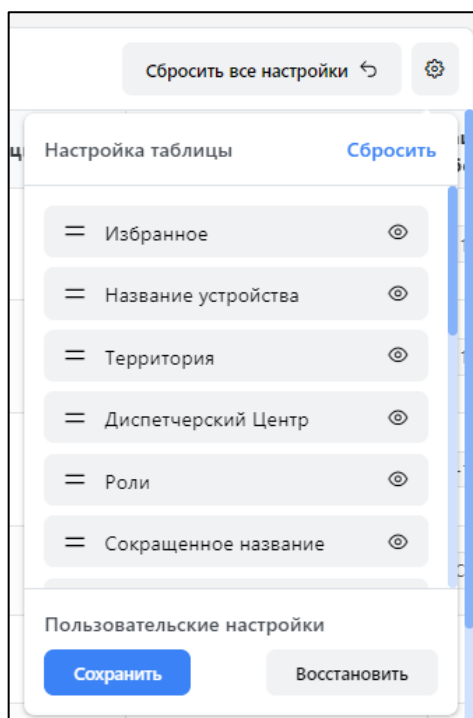 Сбросить все настройки
Настройка таблицы Сбросить
Избранное
Название устройства
Территория
Диспетчерский Центр
Роли
Сокращенное название
Пользовательские настройки
Сохранить Восстановить